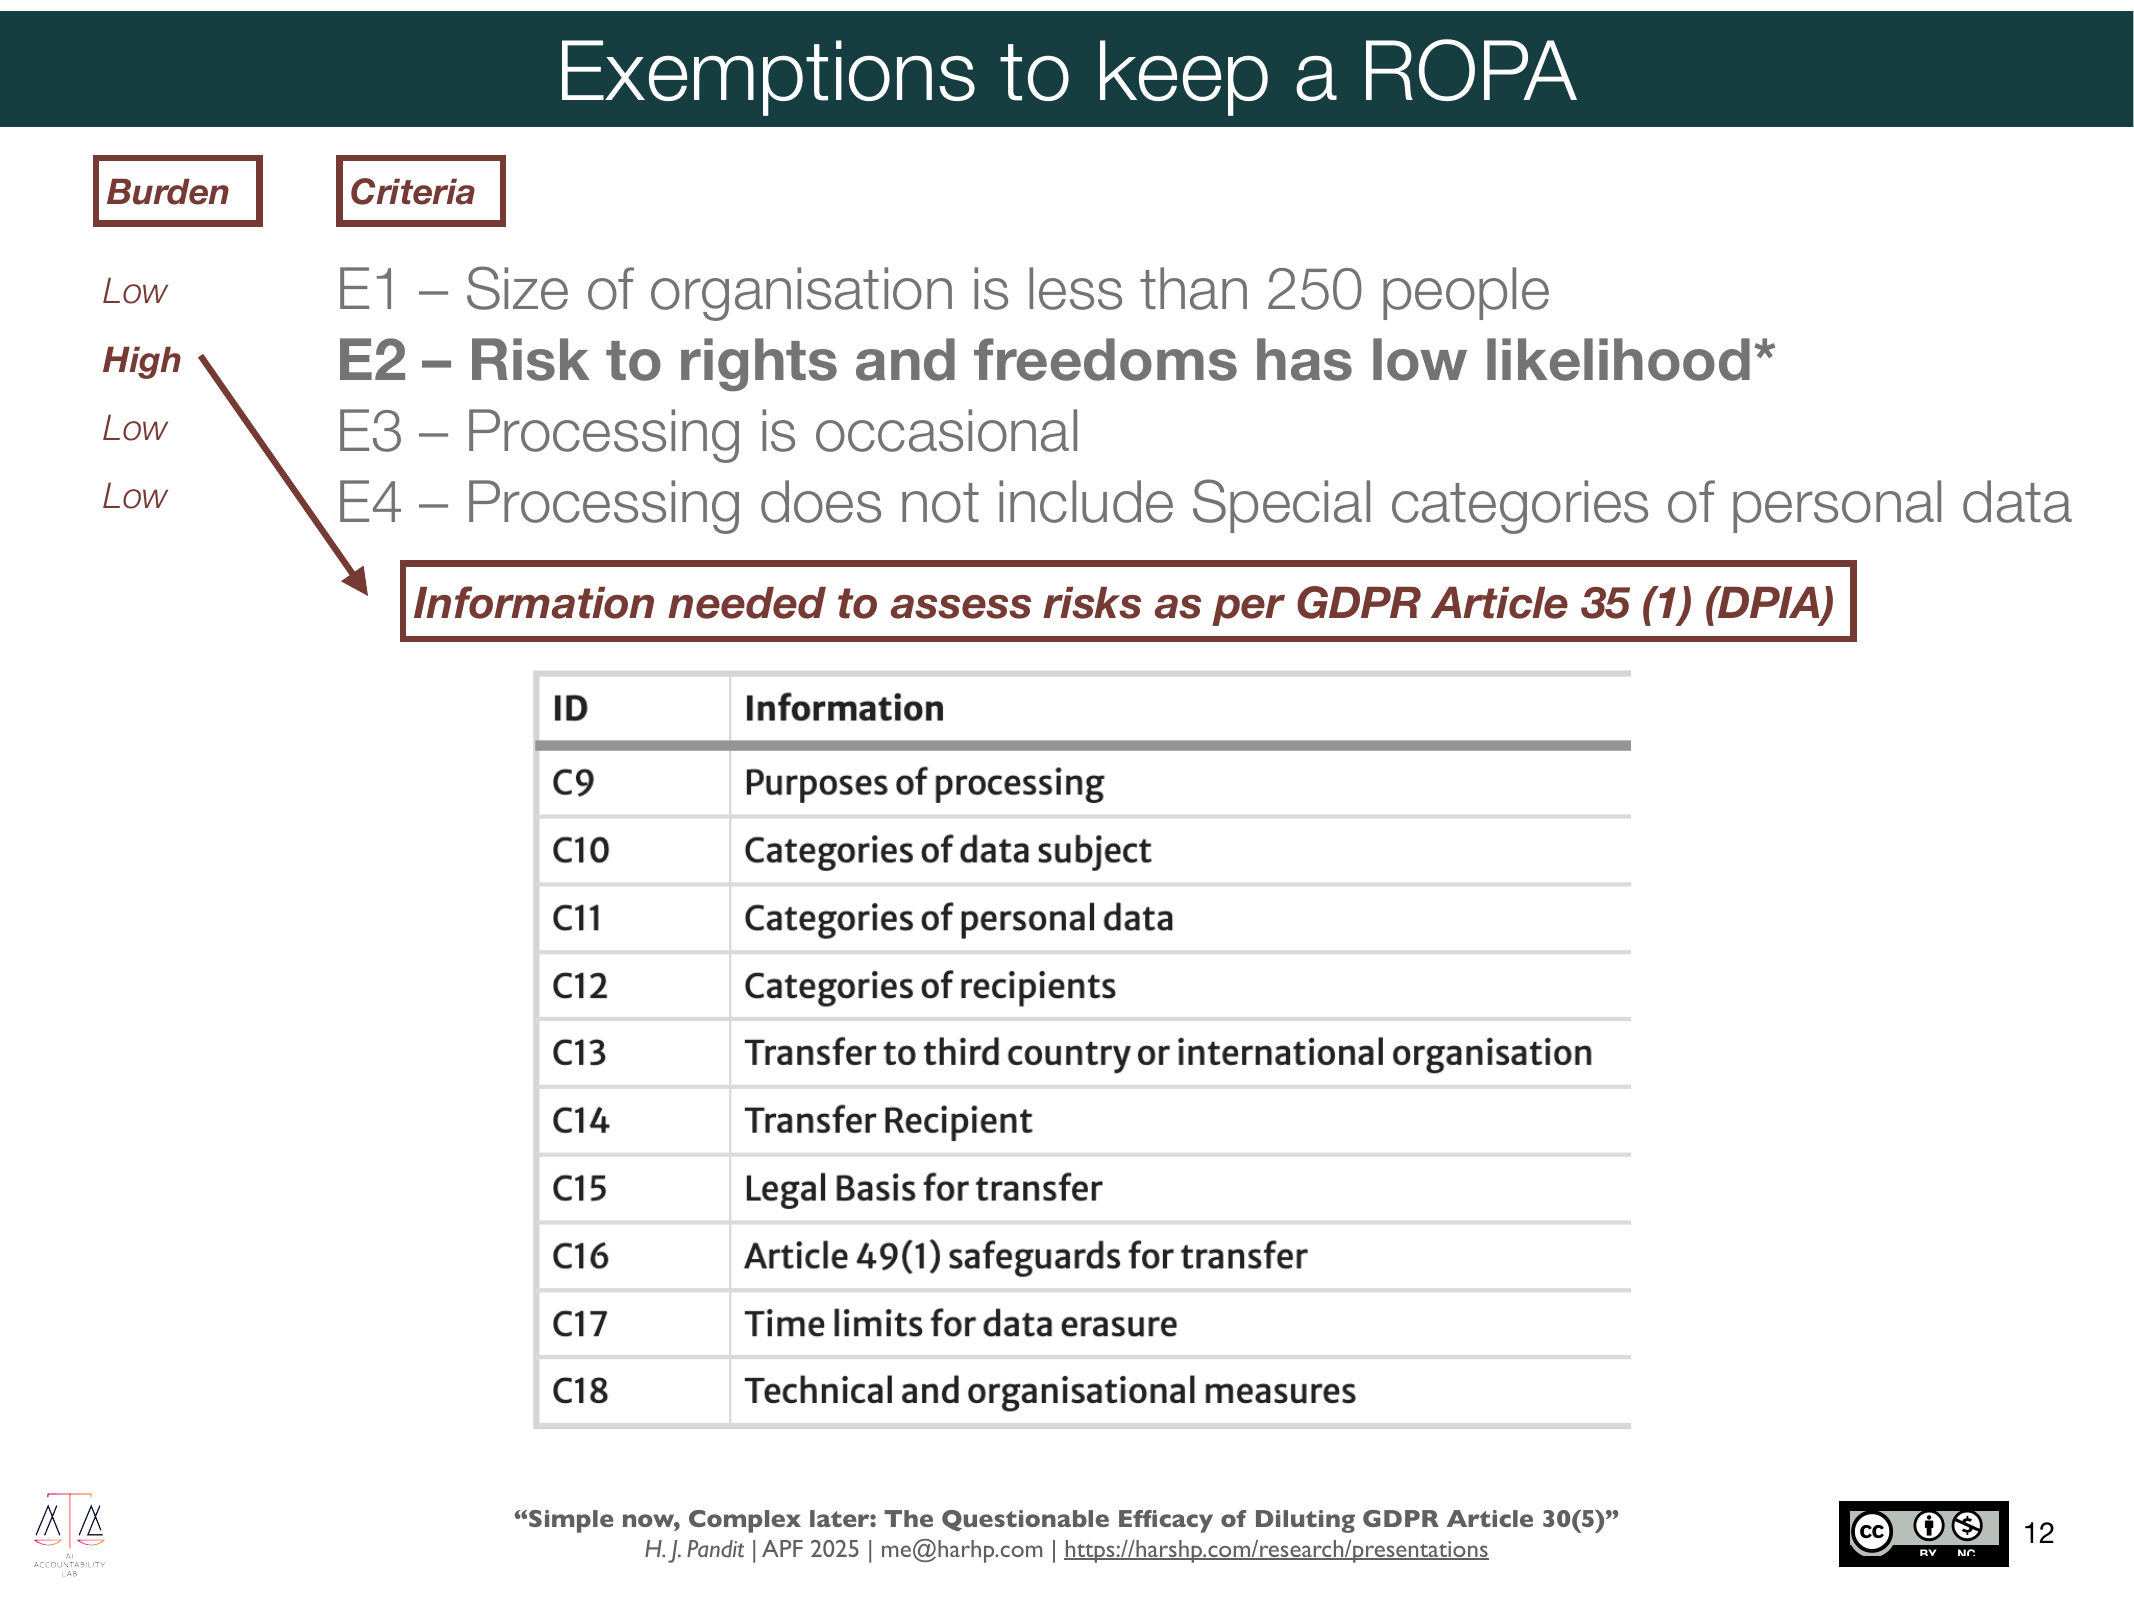 Exemptions to keep a ROPA
Burden Criteria
Low E1 – Size of organisation is less than 250 people
High E2 – Risk to rights and freedoms has low likelihood*
Low E3 – Processing is occasional
Low E4 – Processing does not include Special categories of personal data
Information needed to assess risks as per GDPR Article 35 (1) (DPIA)
ID Information
C9 Purposes of processing
C10 Categories of data subject
C11 Categories of personal data
C12 Categories of recipients
C13 Transfer to third country or international organisation
C14 Transfer Recipient
C15 Legal Basis for transfer
C16 Article 49(1) safeguards for transfer
C17 Time limits for data erasure
C18 Technical and organisational measures
AI
ACCOUNTABILITY
LAB
“Simple now, Complex later: The Questionable Efficacy of Diluting GDPR Article 30(5)”
H. J. Pandit | APF 2025 | me@harhp.com | https://harshp.com/research/presentations
cc BY NC
12